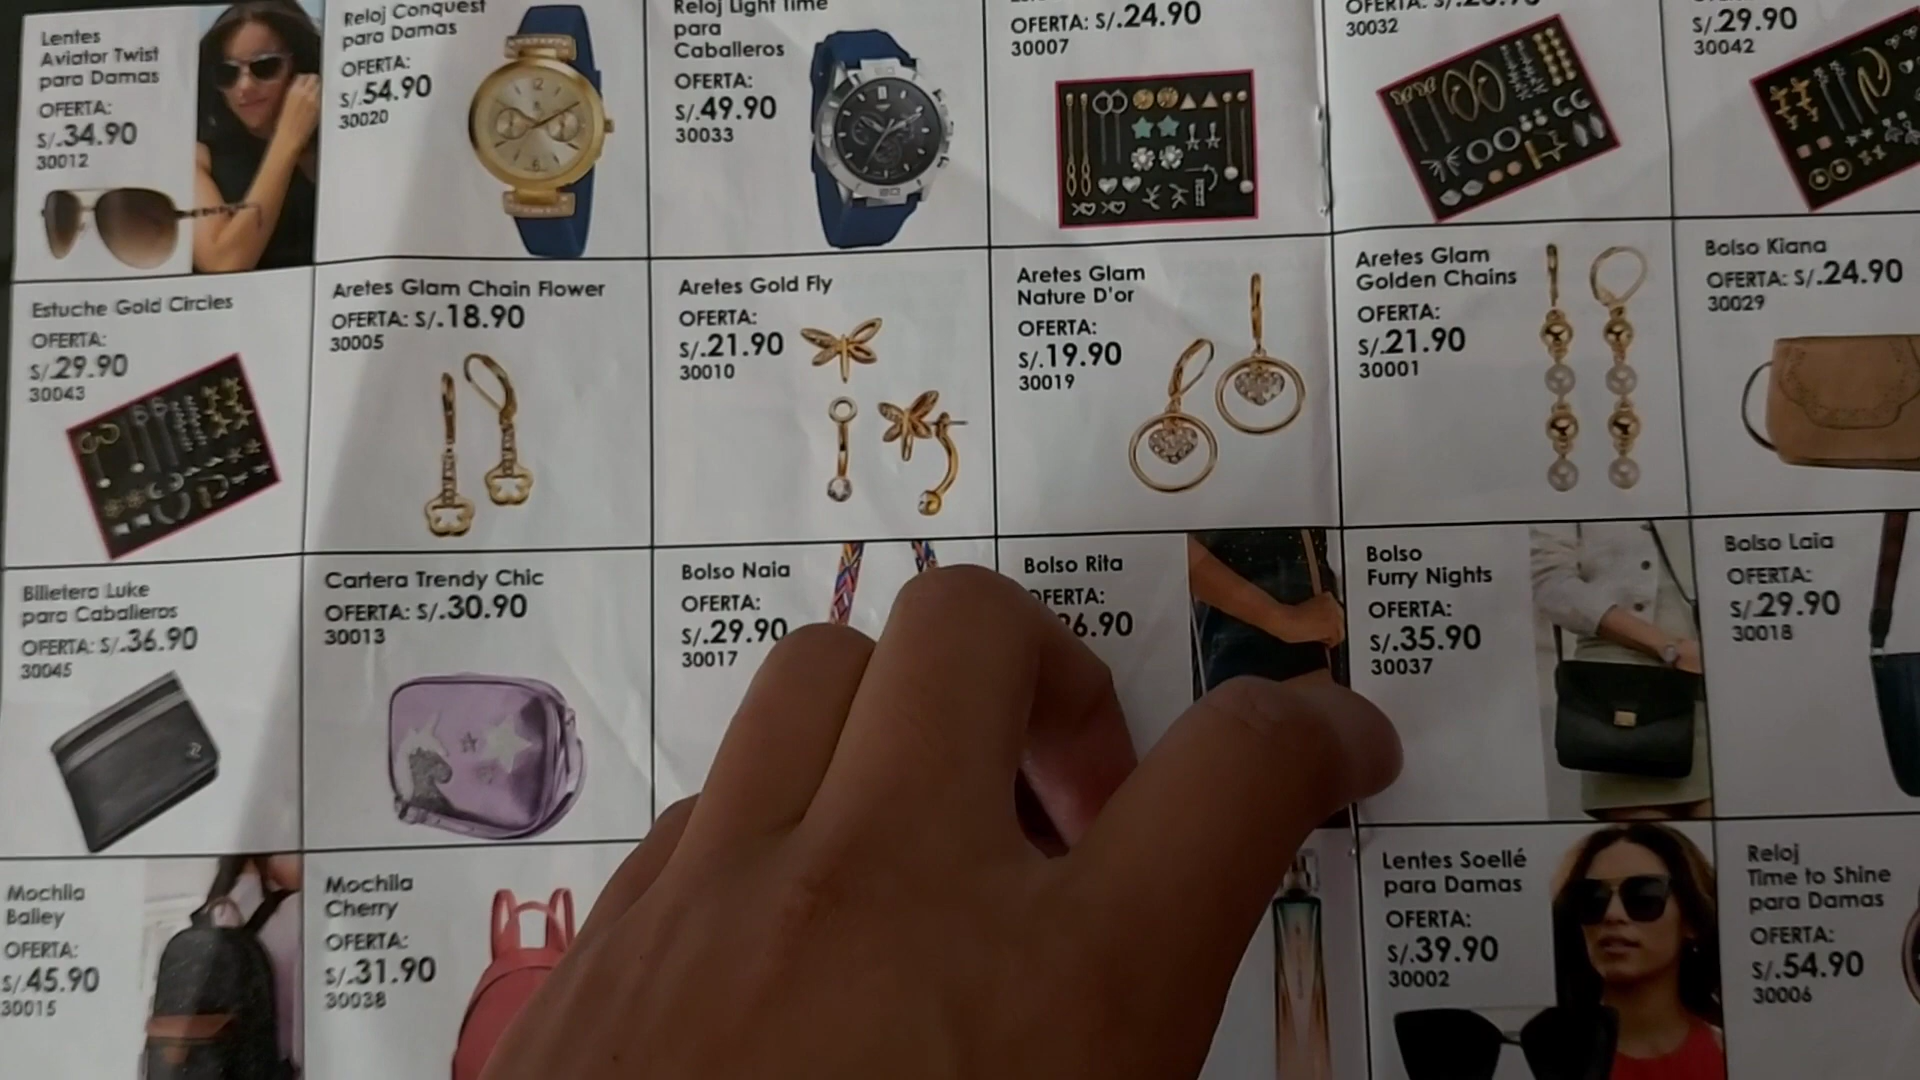 Lentes
Aviator Twist
para Damas
OFERTA:
S/.34.90
30012
Reloj Conquest
para Damas
OFERTA:
S/.54.90
30020
Reloj Light Time
para
Caballeros
OFERTA:
S/.49.90
30033
OFERTA: S/.24.90
30007
OFERTA:
30032
S/.29.90
30042
Estuche Gold Circles
OFERTA:
S/.29.90
30043
Aretes Glam Chain Flower
OFERTA: S/.18.90
30005
Aretes Gold Fly
OFERTA:
S/.21.90
30010
Aretes Glam
Nature D'or
OFERTA:
S/.19.90
30019
Aretes Glam
Golden Chains
OFERTA:
S/.21.90
30001
Bolso Kiana
OFERTA: S/.24.90
30029
Billetera Luke
para Caballeros
OFERTA: S/.36.90
30045
Cartera Trendy Chic
OFERTA: S/.30.90
30013
Bolso Naia
OFERTA:
S/.29.90
30017
Bolso Rita
OFERTA:
26.90
Bolso
Furry Nights
OFERTA:
S/.35.90
30037
Bolso Laia
OFERTA:
S/.29.90
30018
Mochila
Bailey
OFERTA:
S/.45.90
30015
Mochila
Cherry
OFERTA:
S/.31.90
30038
Lentes Soellé
para Damas
OFERTA:
S/.39.90
30002
Reloj
Time to Shine
para Damas
OFERTA:
S/.54.90
30006